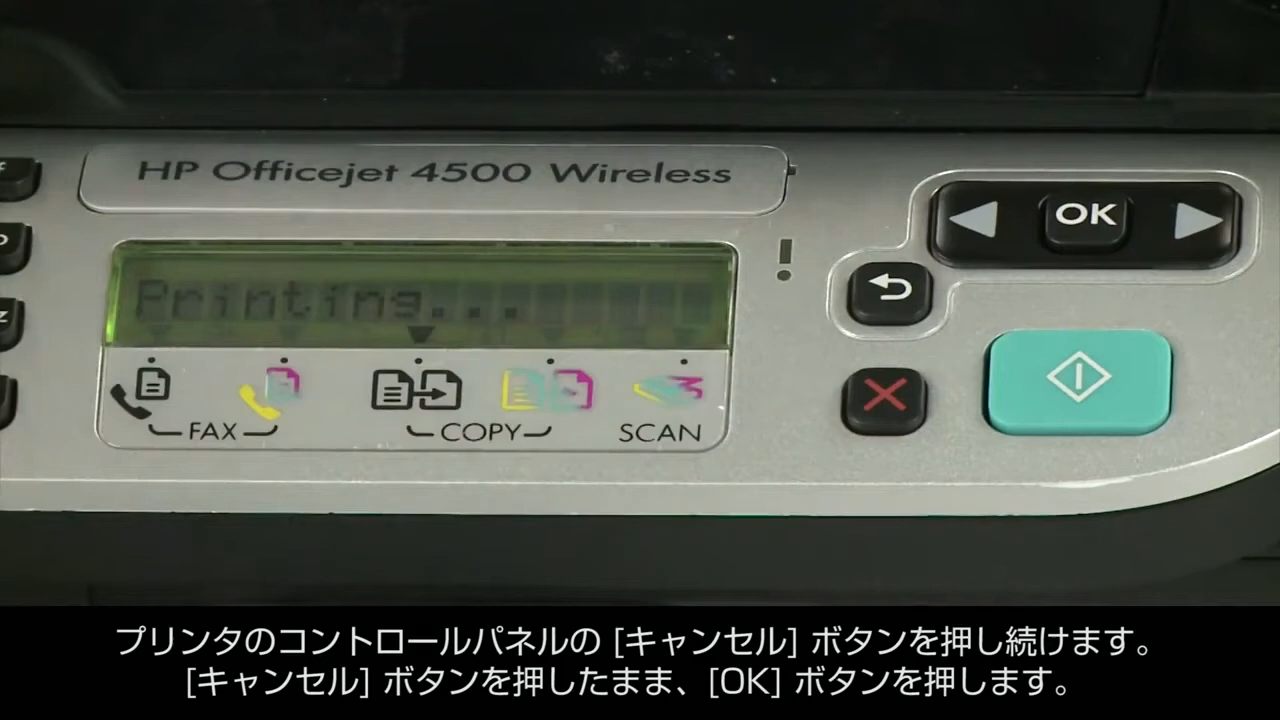 HP Officejet 4500 Wireless
OK
Printing...
FAX
COPY
SCAN
プリンタのコントロールパネルの [キャンセル] ボタンを押し続けます。
[キャンセル] ボタンを押したまま、[OK] ボタンを押します。